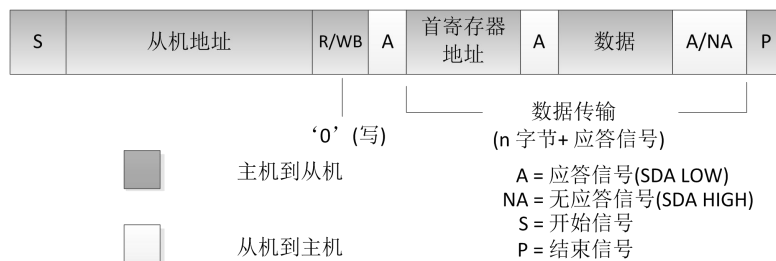 S 从机地址 R/WB A 首寄存器地址 A 数据 A/NA P
‘0’ (写)
数据传输
(n 字节+ 应答信号)
主机到从机
A = 应答信号(SDA LOW)
NA = 无应答信号(SDA HIGH)
S = 开始信号
从机到主机
P = 结束信号